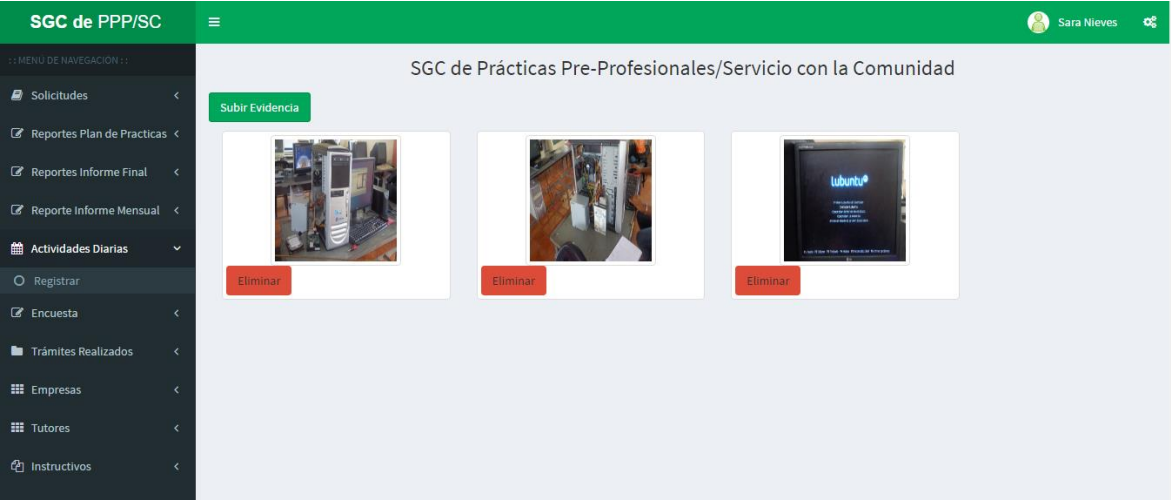 SGC de PPP/SC
Sara Nieves
:: MENÚ DE NAVEGACIÓN ::
SGC de Prácticas Pre-Profesionales/Servicio con la Comunidad
Solicitudes
Subir Evidencia
Reportes Plan de Practicas
Reportes Informe Final
Reporte Informe Mensual
Actividades Diarias
Registrar
Encuesta
Trámites Realizados
Empresas
Tutores
Instructivos
lubuntu
Eliminar
Eliminar
Eliminar